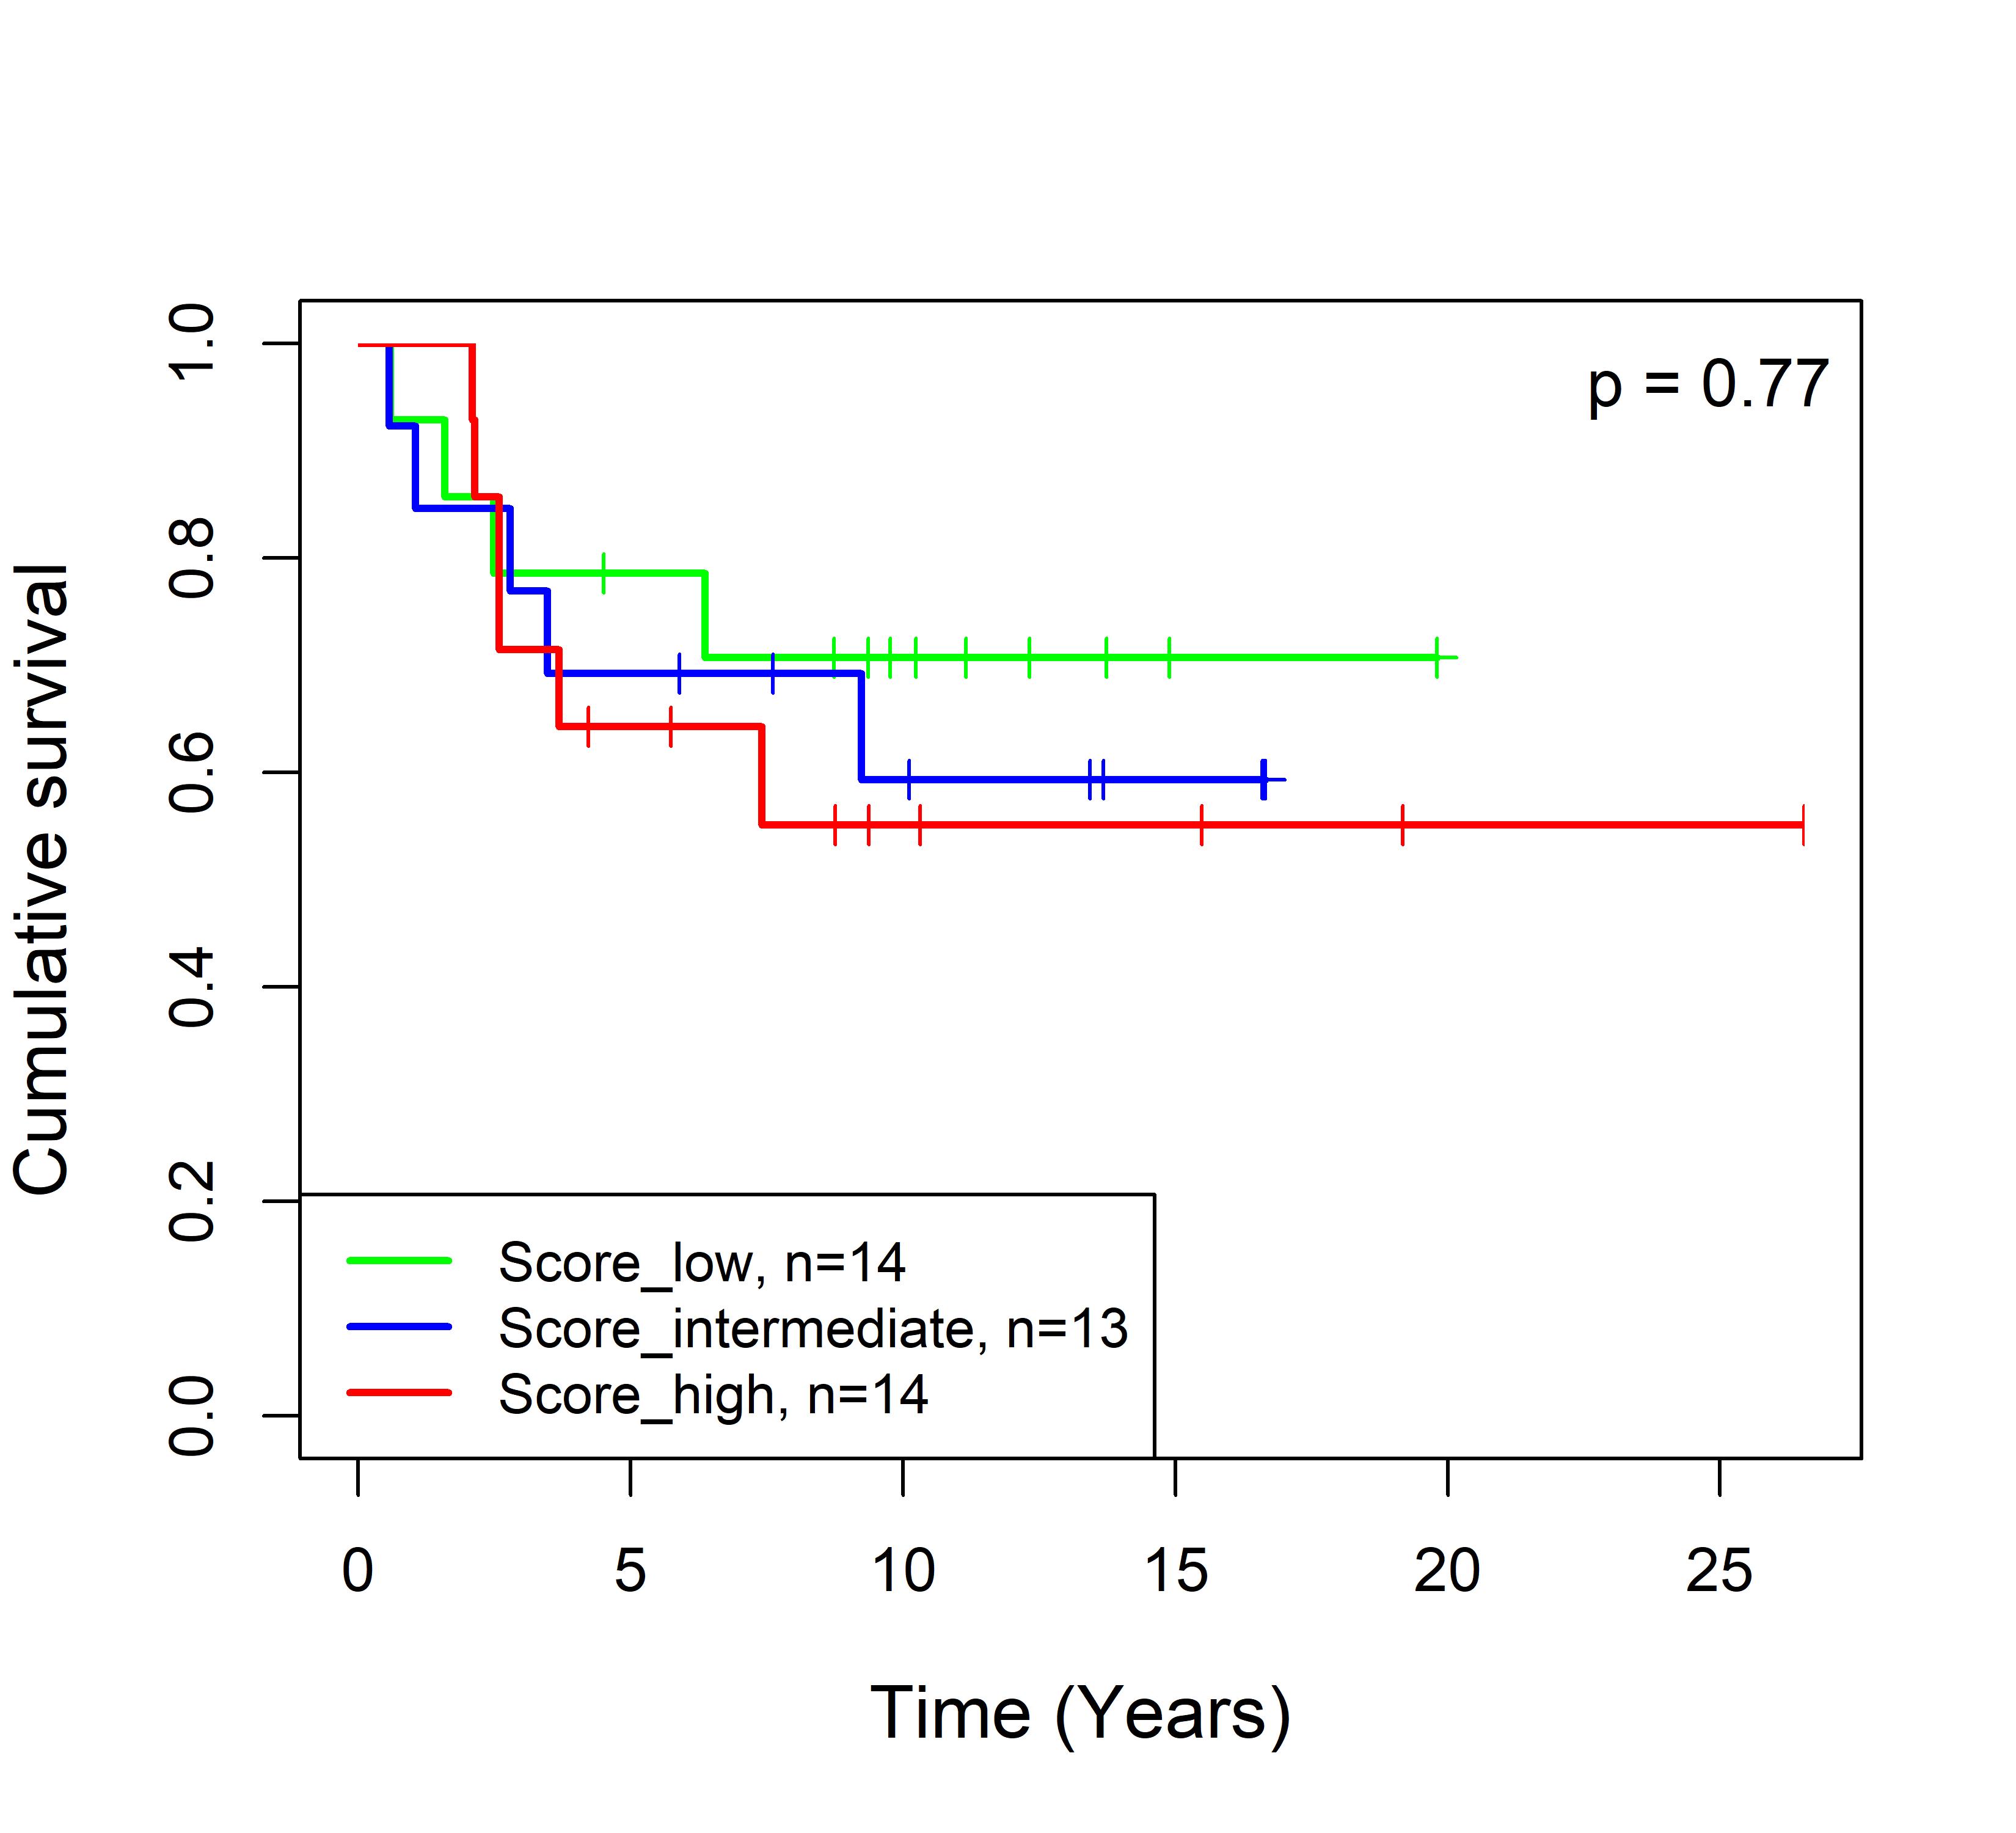 p = 0.77
Cumulative survival
1.0
0.8
0.6
0.4
0.2
0.0
Score_low, n=14
Score_intermediate, n=13
Score_high, n=14
0 5 10 15 20 25
Time (Years)